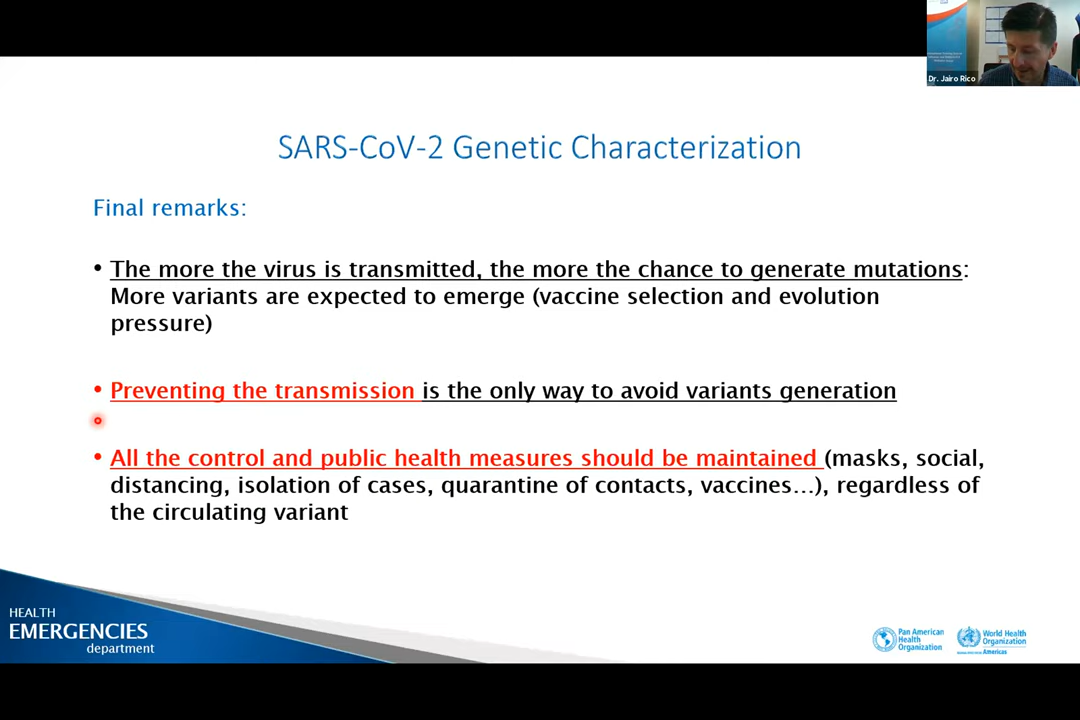 Dr. Jairo Rico
SARS-CoV-2 Genetic Characterization
Final remarks:
• The more the virus is transmitted, the more the chance to generate mutations:
More variants are expected to emerge (vaccine selection and evolution
pressure)
• Preventing the transmission is the only way to avoid variants generation
• All the control and public health measures should be maintained (masks, social,
distancing, isolation of cases, quarantine of contacts, vaccines…), regardless of
the circulating variant
HEALTH
EMERGENCIES
department
Pan American
Health
Organization
World Health
Organization
Americas